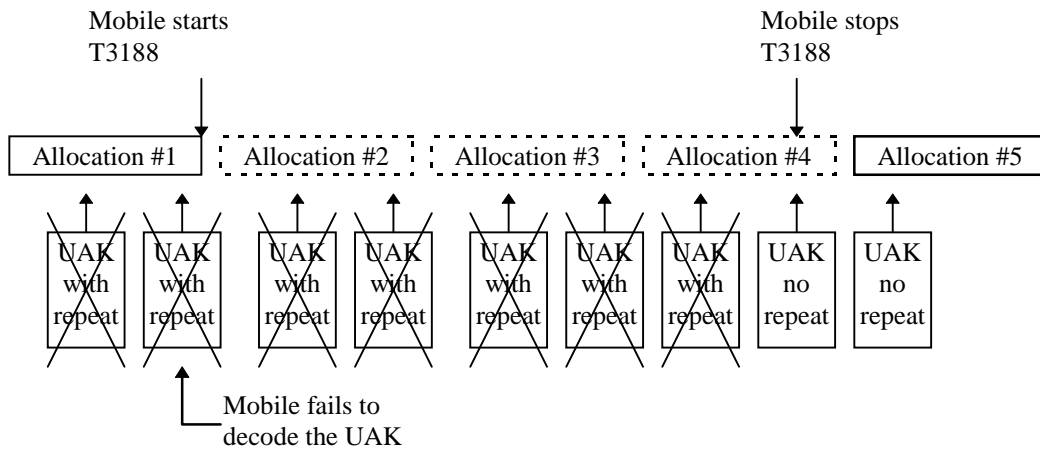 Mobile starts
T3188
Mobile stops
T3188
Allocation #1
Allocation #2
Allocation #3
Allocation #4
Allocation #5
UAK
with
repeat
UAK
with
repeat
UAK
with
repeat
UAK
with
repeat
UAK
with
repeat
UAK
with
repeat
UAK
with
repeat
UAK
no
repeat
UAK
no
repeat
Mobile fails to
decode the UAK